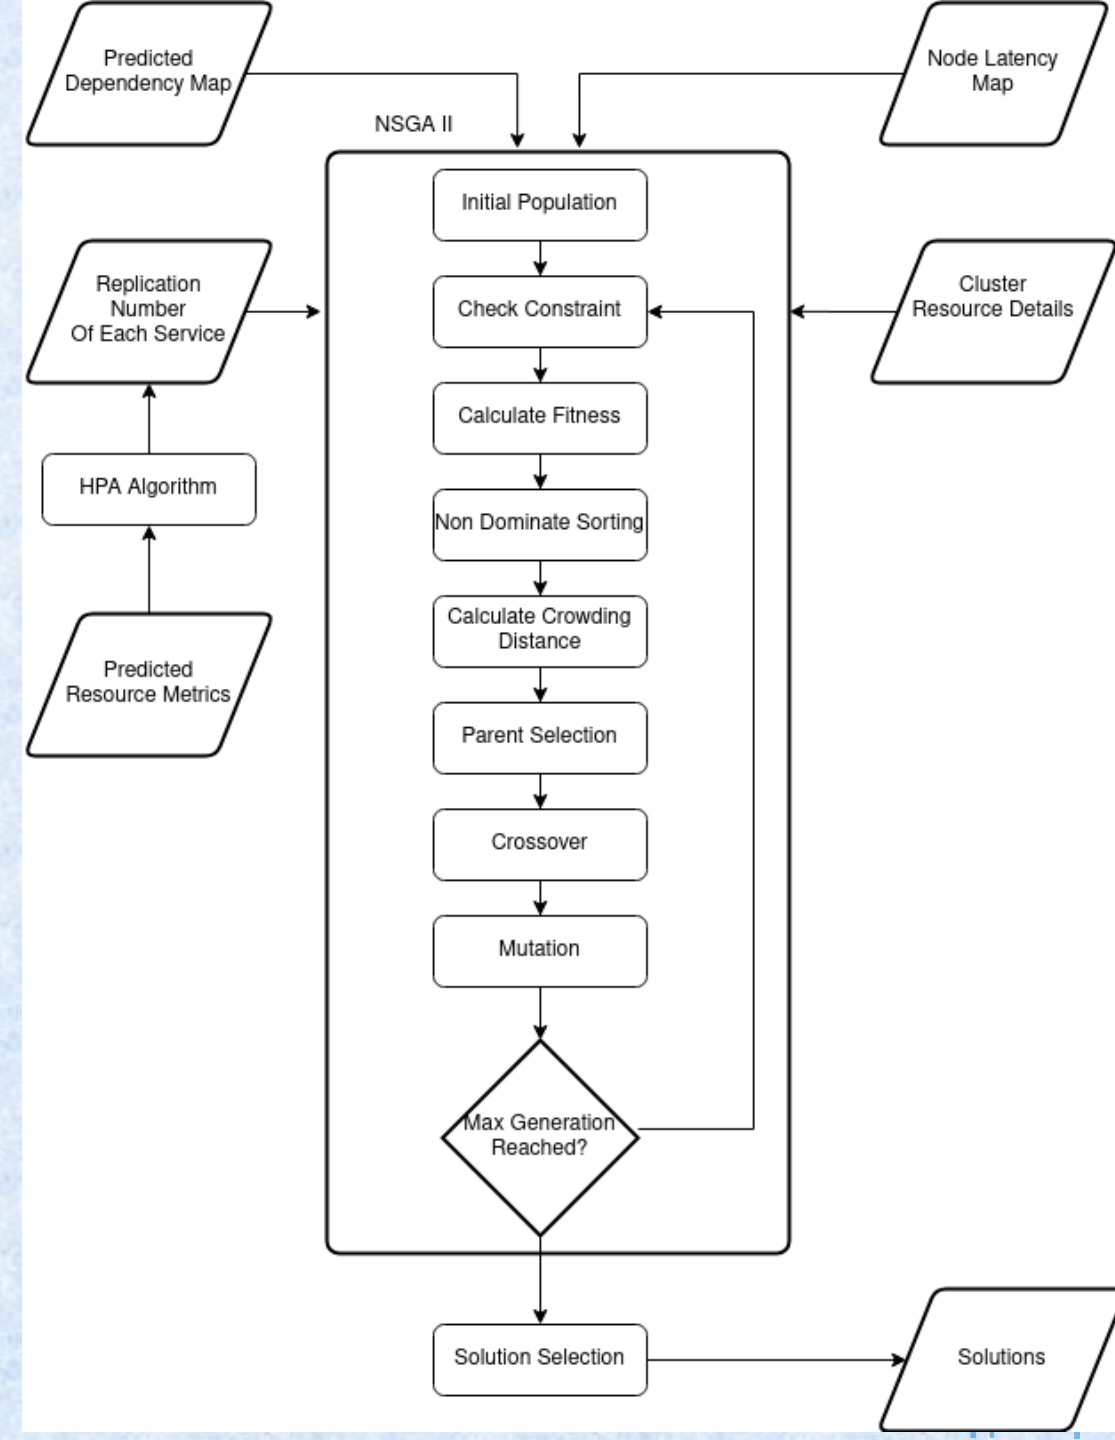 Predicted
Dependency Map
Node Latency
Map
NSGA II
Initial Population
Replication
Number
Of Each Service
Check Constraint
Cluster
Resource Details
Calculate Fitness
HPA Algorithm
Non Dominate Sorting
Calculate Crowding
Distance
Predicted
Resource Metrics
Parent Selection
Crossover
Mutation
Max Generation
Reached?
Solution Selection
Solutions